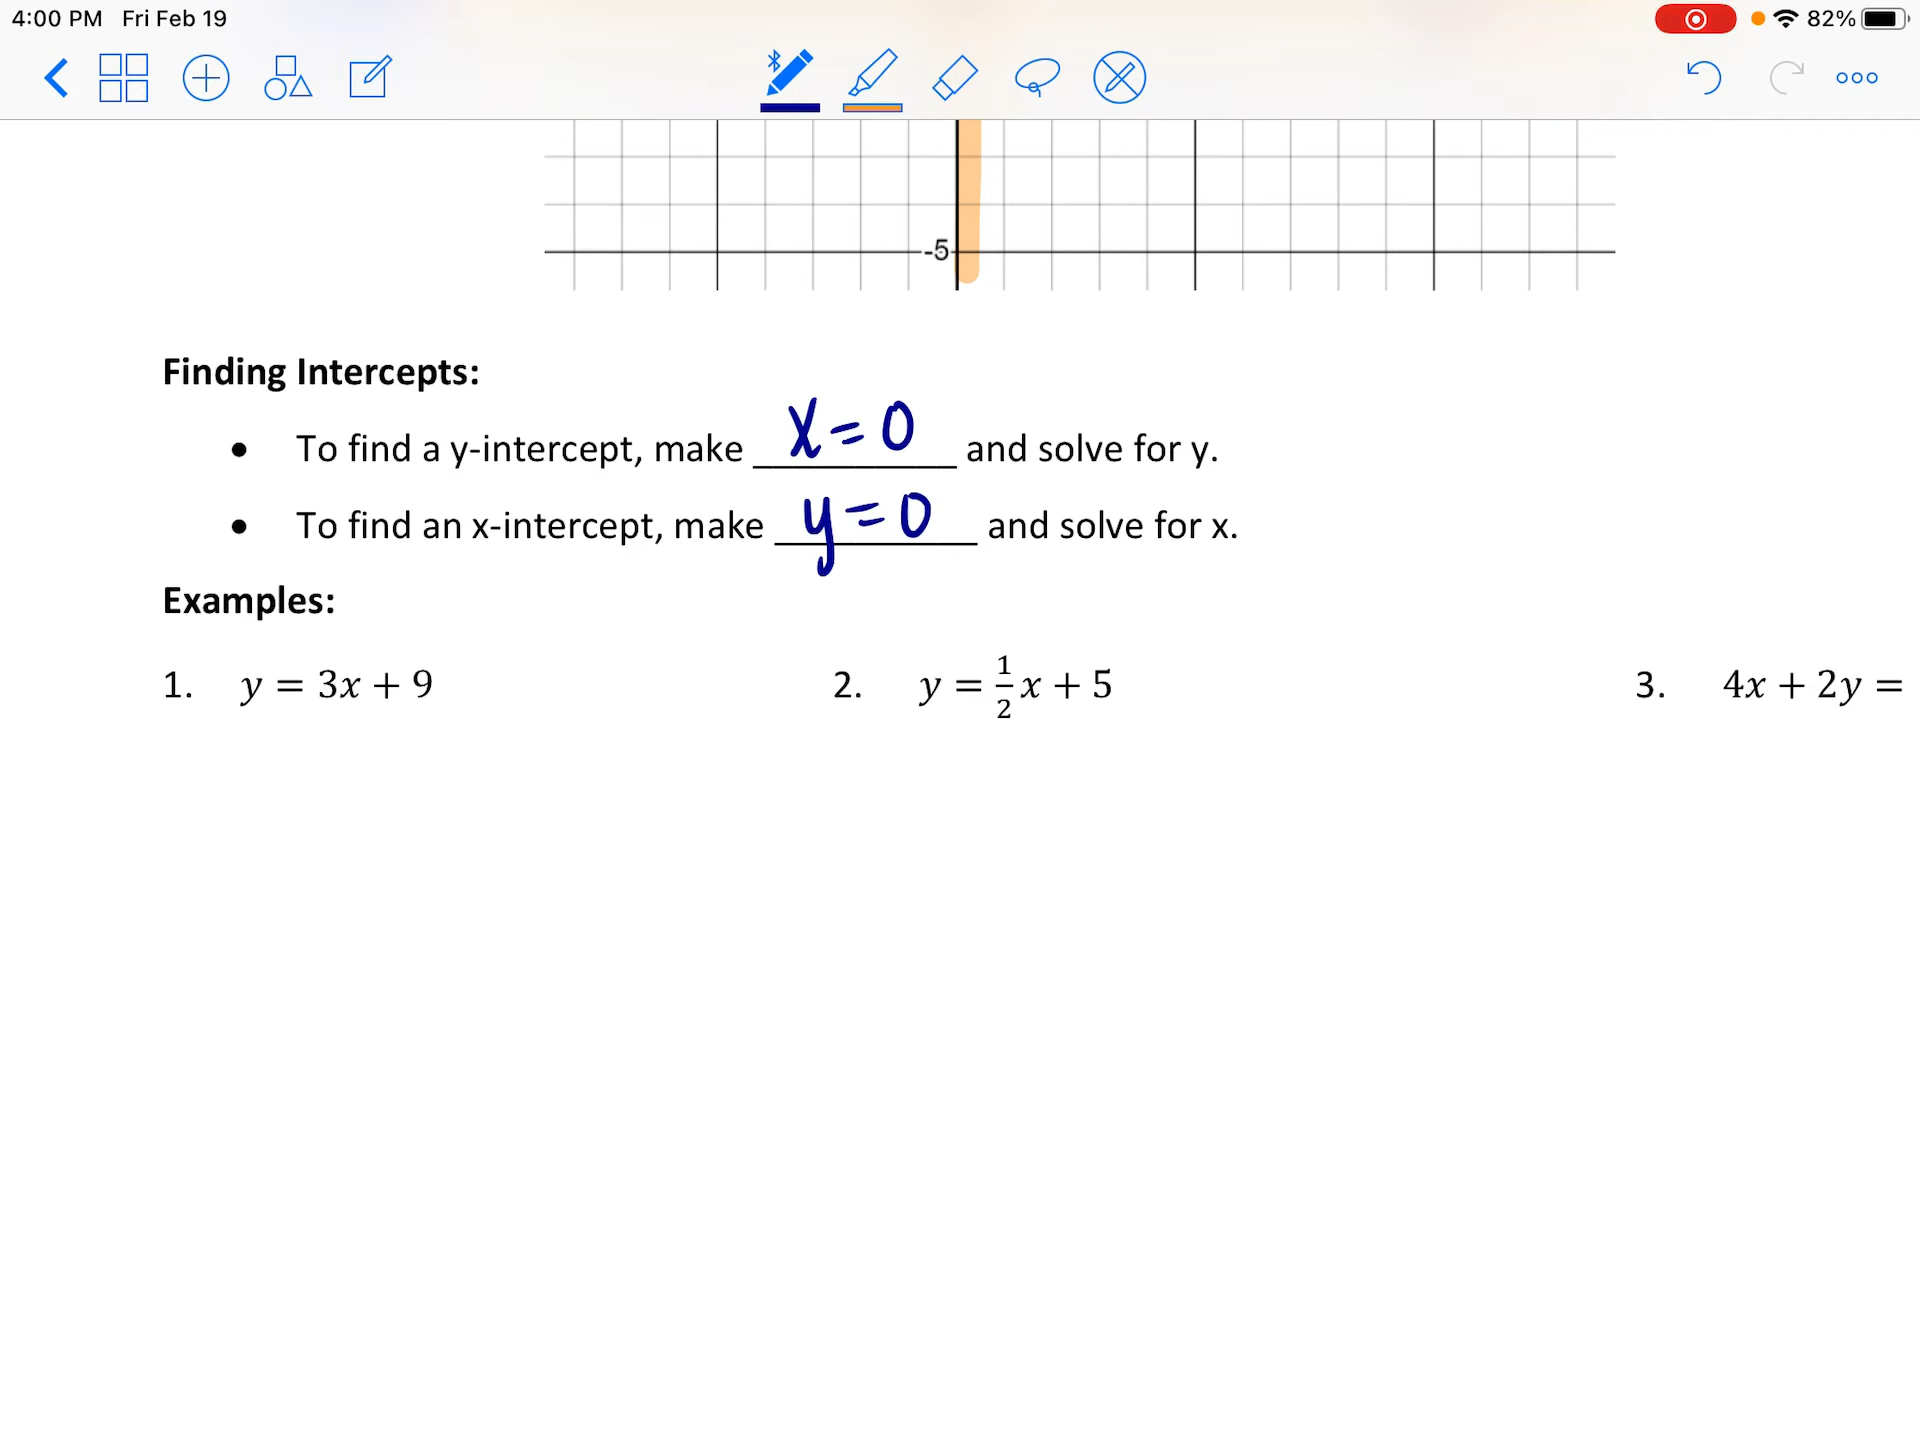 4:00 PM Fri Feb 19 82%
-5
Finding Intercepts:
• To find a y-intercept, make x=0 and solve for y.
• To find an x-intercept, make y=0 and solve for x.
Examples:
1. y = 3x + 9 2. y = 1/2 x + 5 3. 4x + 2y =